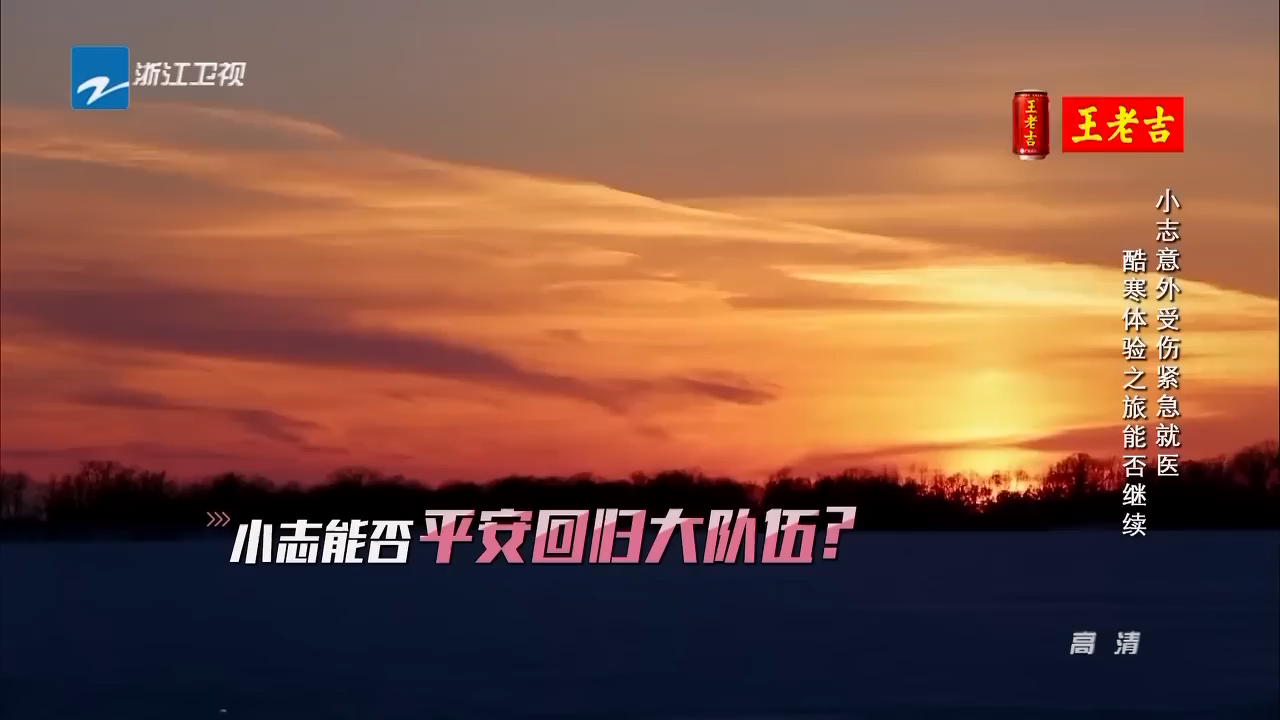 浙江卫视
王老吉
王老吉
小志意外受伤紧急就医
酷寒体验之旅能否继续
小志能否平安回归大队伍?
高清